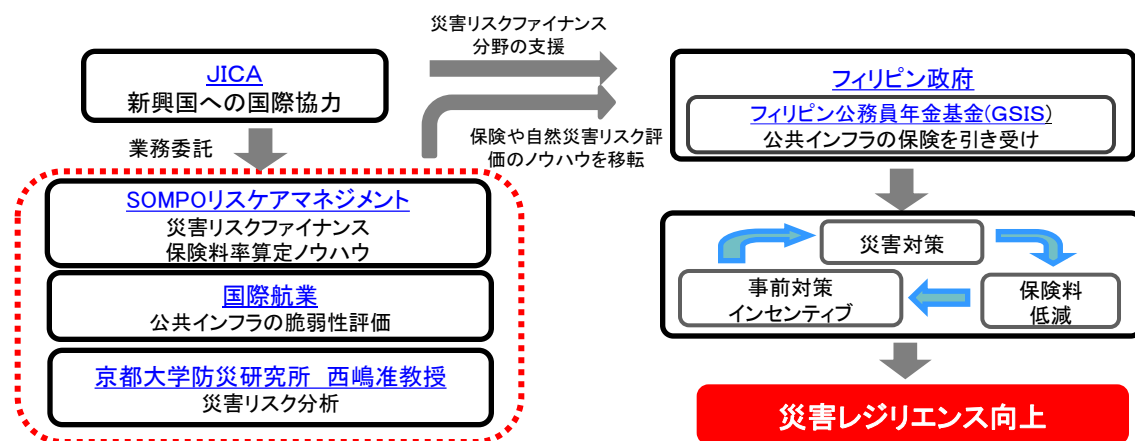 災害リスクファイナンス
分野の支援
JICA
新興国への国際協力
業務委託
保険や自然災害リスク評
価のノウハウを移転
フィリピン政府
フィリピン公務員年金基金(GSIS)
公共インフラの保険を引き受け
SOMPOリスケアマネジメント
災害リスクファイナンス
保険料率算定ノウハウ
国際航業
公共インフラの脆弱性評価
京都大学防災研究所　西嶋准教授
災害リスク分析
災害対策
事前対策
インセンティブ
保険料
低減
災害レジリエンス向上